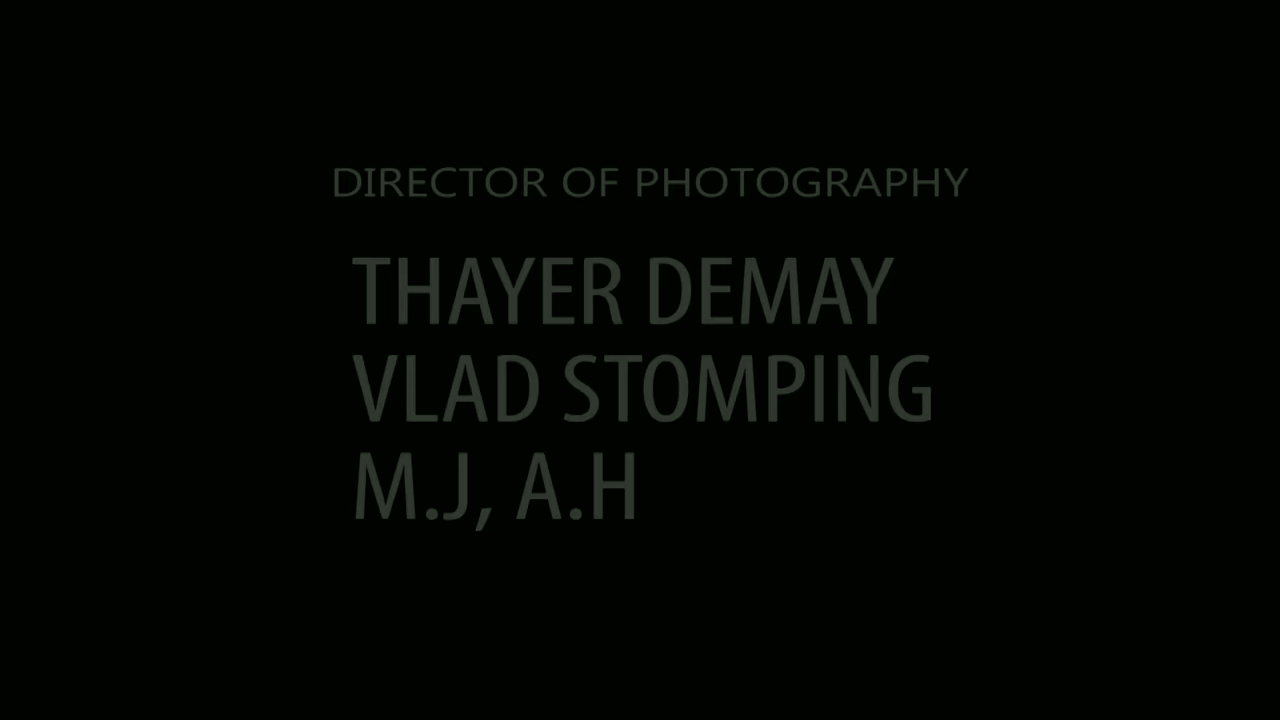 DIRECTOR OF PHOTOGRAPHY
THAYER DEMAY
VLAD STOMPING
M.J, A.H